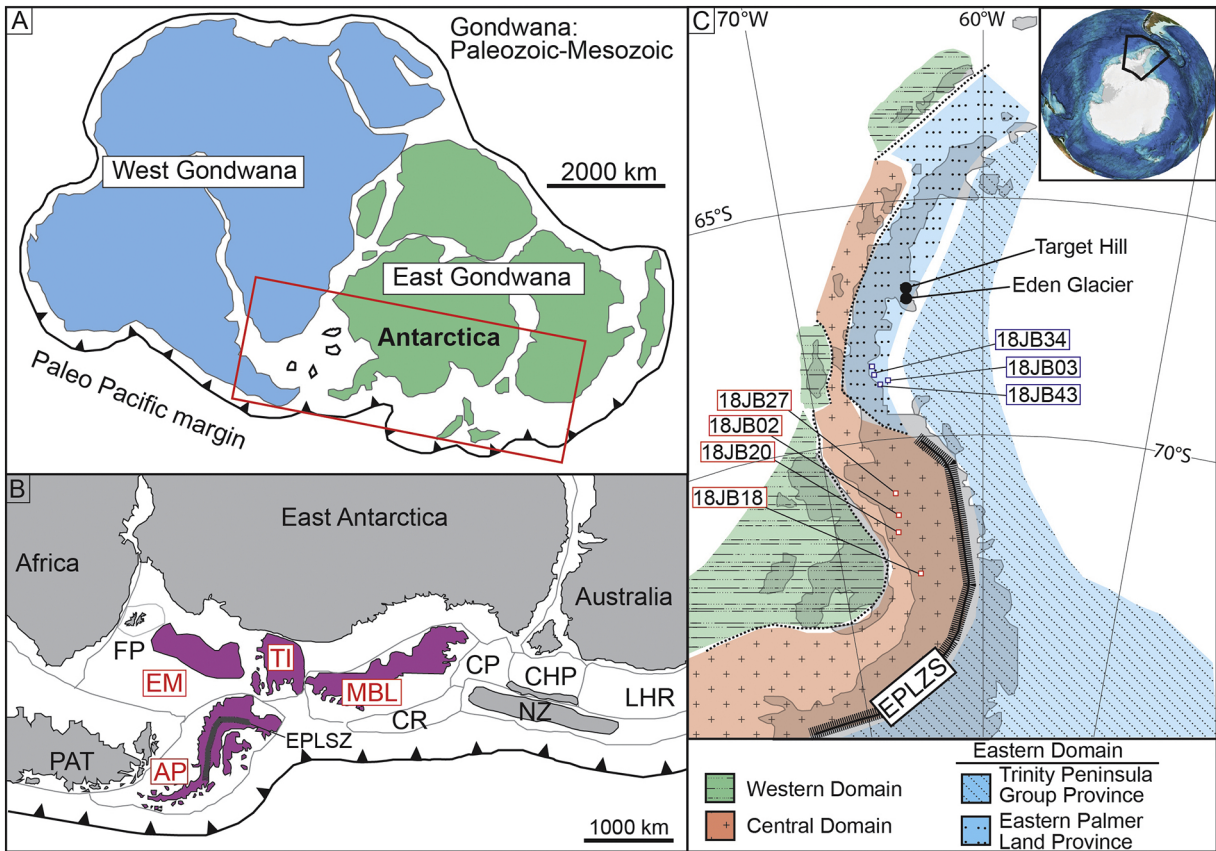 A
Gondwana:
Paleozoic-Mesozoic
West Gondwana
2000 km
East Gondwana
Antarctica
Paleo Pacific margin
B
East Antarctica
Africa
Australia
FP
EM
TI
MBL
CP
CHP
LHR
NZ
CR
EPLSZ
PAT
AP
1000 km
C
70°W
60°W
65°S
Target Hill
Eden Glacier
18JB34
18JB03
18JB43
18JB27
18JB02
18JB20
18JB18
70°S
EPLZS
Eastern Domain
Western Domain
Trinity Peninsula
Group Province
Central Domain
Eastern Palmer
Land Province